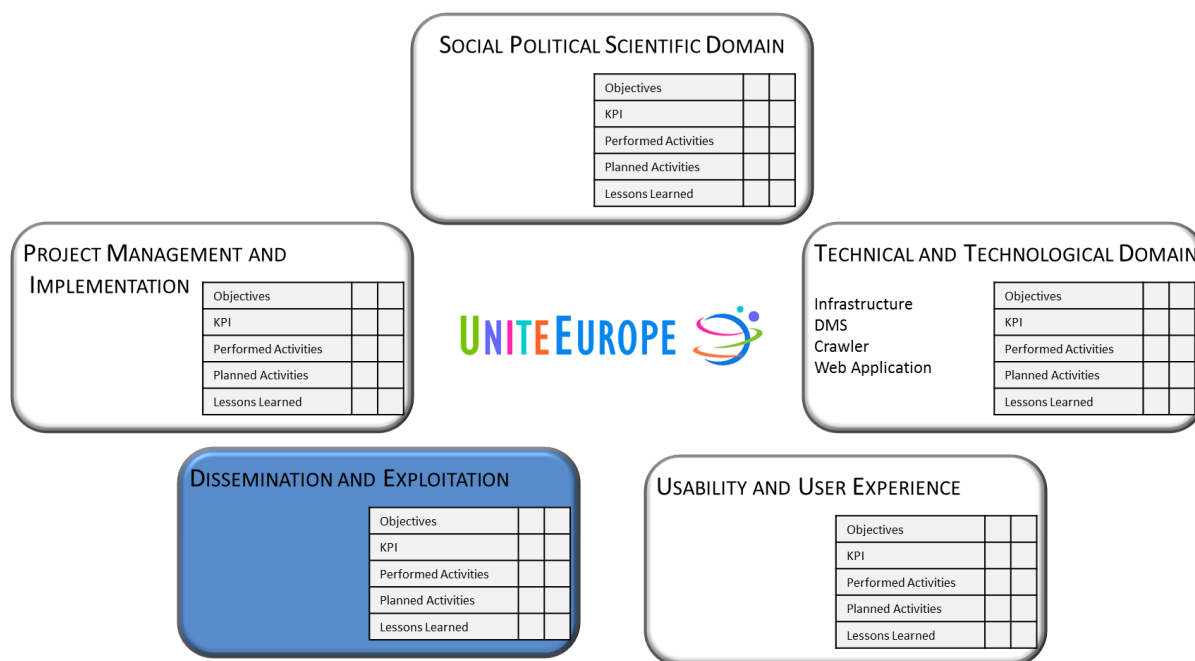 SOCIAL POLITICAL SCIENTIFIC DOMAIN
Objectives
KPI
Performed Activities
Planned Activities
Lessons Learned
PROJECT MANAGEMENT AND
IMPLEMENTATION
Objectives
KPI
Performed Activities
Planned Activities
Lessons Learned
UNITEEUROPE
TECHNICAL AND TECHNOLOGICAL DOMAIN
Infrastructure
DMS
Crawler
Web Application
Objectives
KPI
Performed Activities
Planned Activities
Lessons Learned
DISSEMINATION AND EXPLOITATION
Objectives
KPI
Performed Activities
Planned Activities
Lessons Learned
USABILITY AND USER EXPERIENCE
Objectives
KPI
Performed Activities
Planned Activities
Lessons Learned